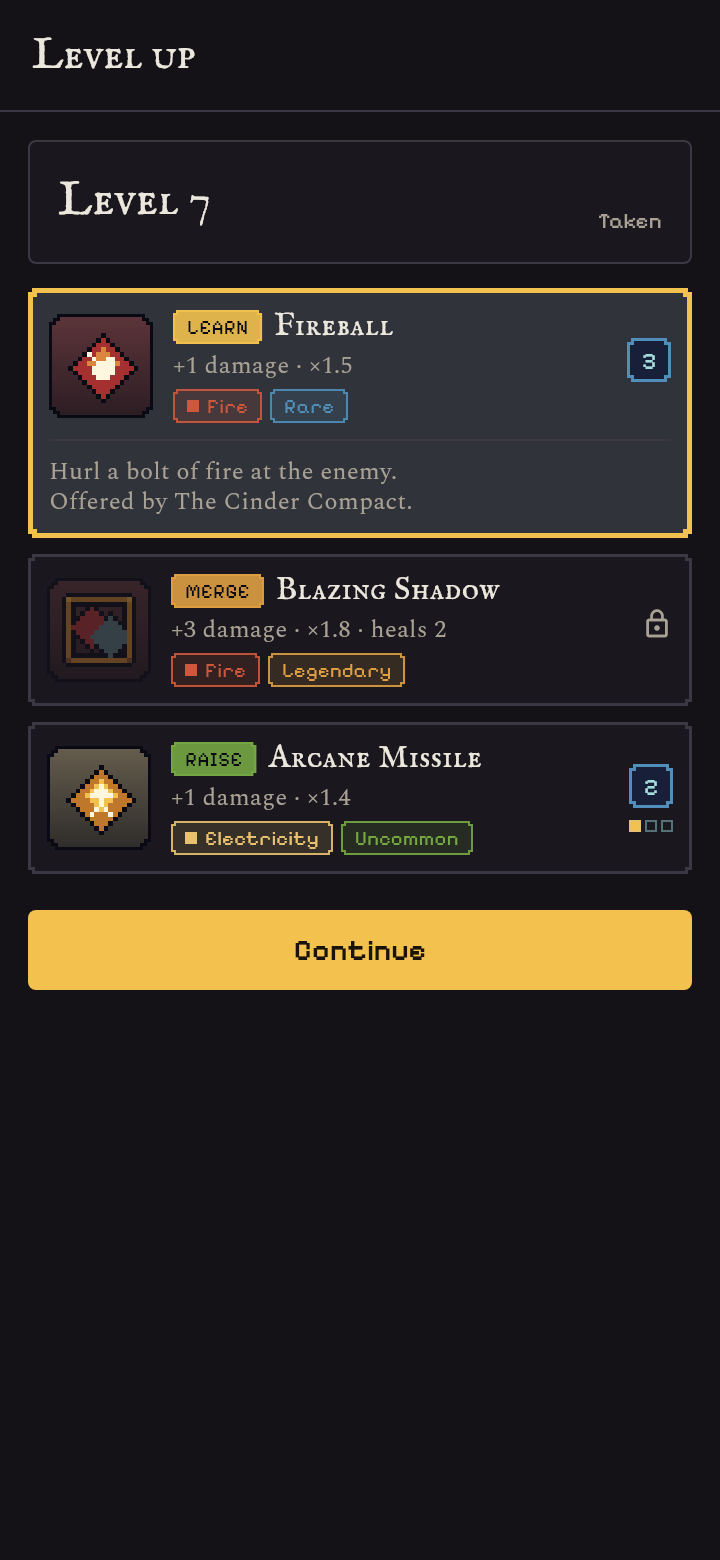 Level up
Level 7
Taken
LEARN Fireball
+1 damage · ×1.5
3
Fire Rare
Hurl a bolt of fire at the enemy.
Offered by The Cinder Compact.
MERGE Blazing Shadow
+3 damage · ×1.8 · heals 2
Fire Legendary
RAISE Arcane Missile
+1 damage · ×1.4
2
Electricity Uncommon
Continue